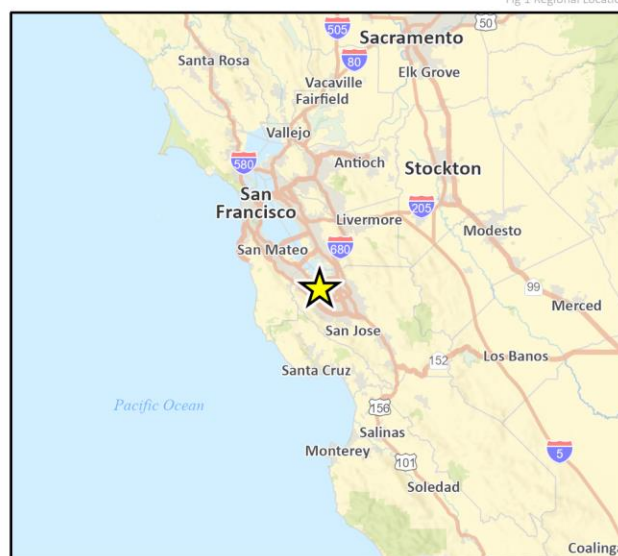 Fig 1 Regional Locatio
505
50
Sacramento
Santa Rosa
80
Elk Grove
Vacaville
Fairfield
Vallejo
580
Antioch
Stockton
San
Francisco
205
Livermore
Modesto
San Mateo
680
99
Merced
San Jose
152
Los Banos
Santa Cruz
Pacific Ocean
156
Salinas
Monterey
5
101
Soledad
Coalinga